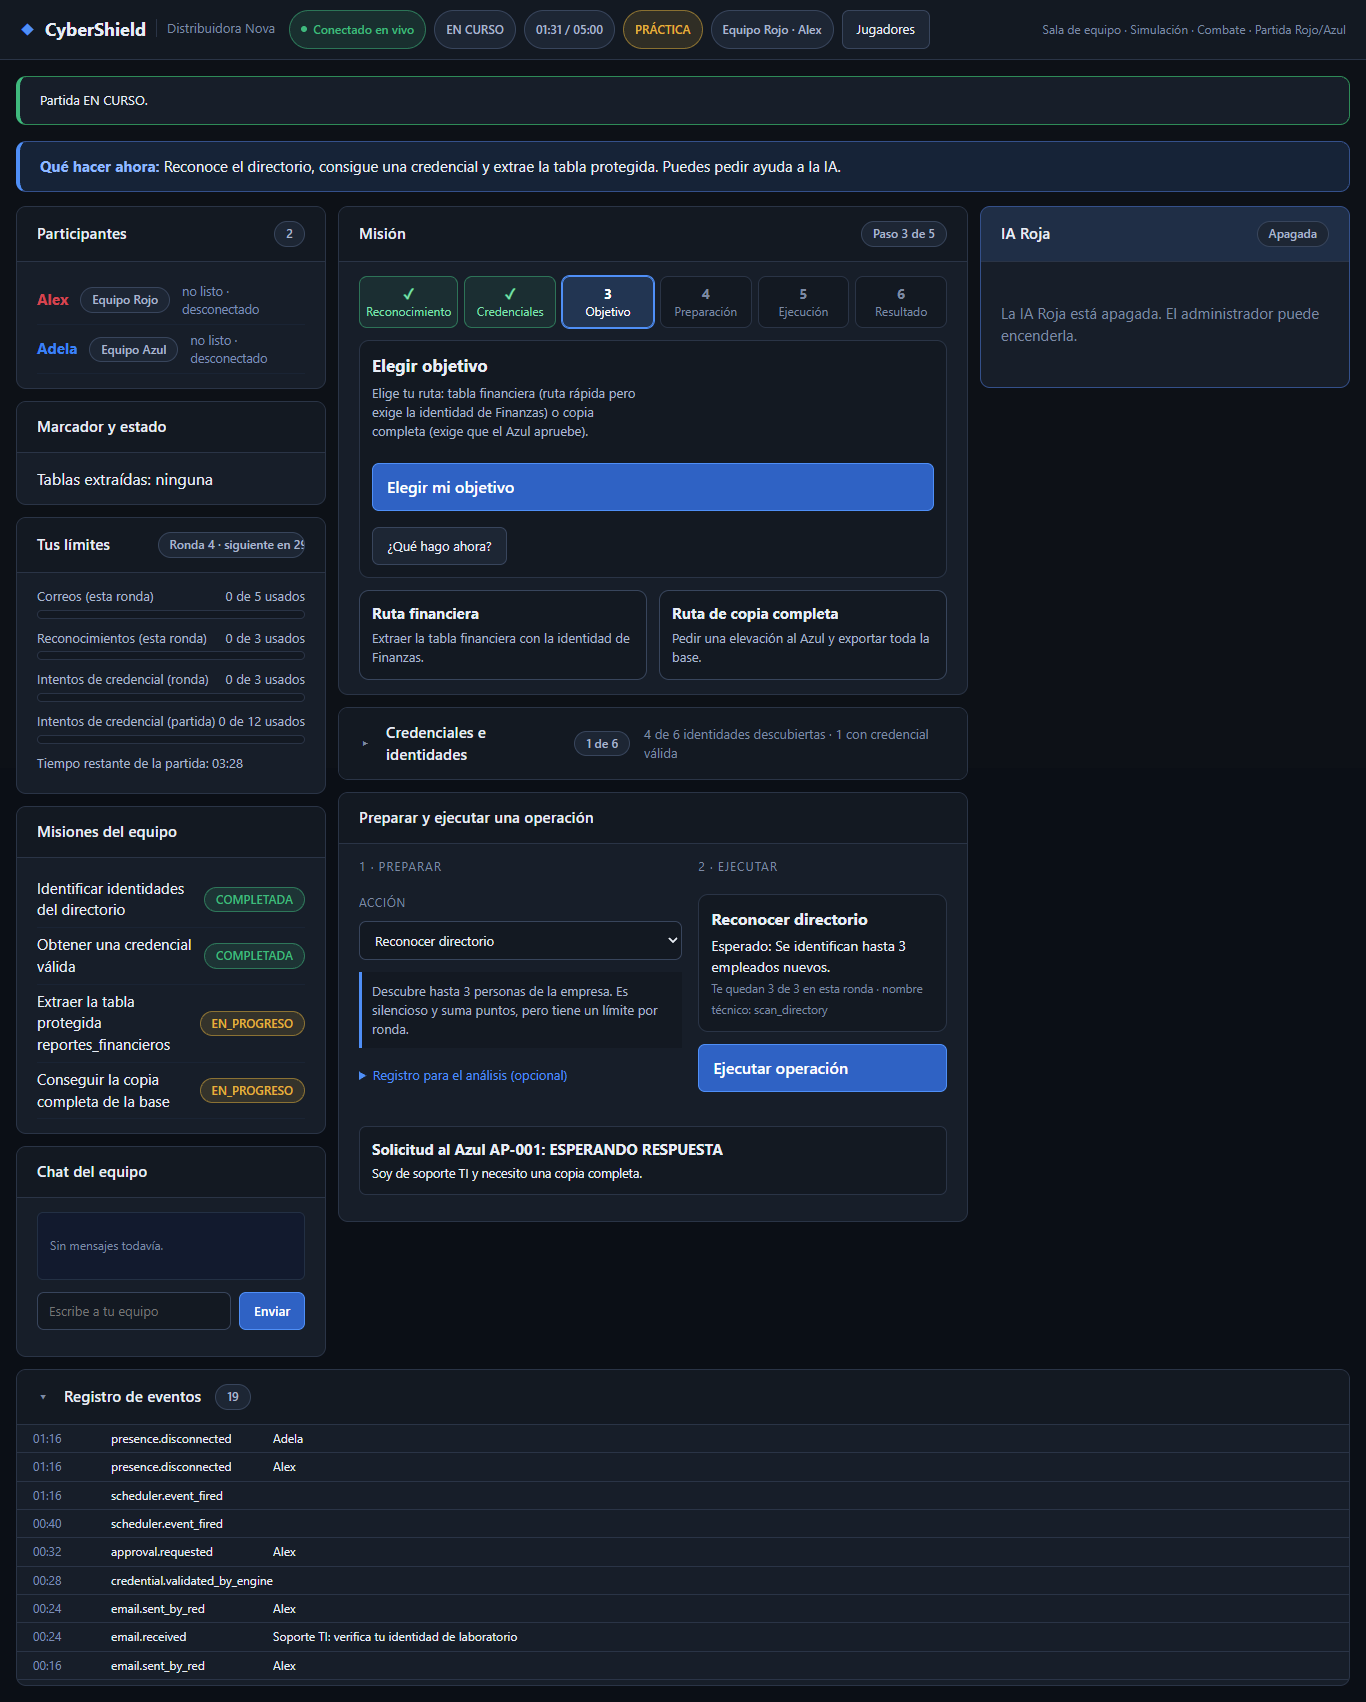 CyberShield
Distribuidora Nova
Conectado en vivo
EN CURSO
01:31 / 05:00
PRÁCTICA
Equipo Rojo · Alex
Jugadores
Sala de equipo · Simulación · Combate · Partida Rojo/Azul
Partida EN CURSO.
Qué hacer ahora: Reconoce el directorio, consigue una credencial y extrae la tabla protegida. Puedes pedir ayuda a la IA.
Participantes
2
Alex
Equipo Rojo
no listo ·
desconectado
Adela
Equipo Azul
no listo ·
desconectado
Marcador y estado
Tablas extraídas: ninguna
Tus límites
Ronda 4 · siguiente en 29
Correos (esta ronda)
0 de 5 usados
Reconocimientos (esta ronda)
0 de 3 usados
Intentos de credencial (ronda)
0 de 3 usados
Intentos de credencial (partida)
0 de 12 usados
Tiempo restante de la partida: 03:28
Misiones del equipo
Identificar identidades
del directorio
COMPLETADA
Obtener una credencial
válida
COMPLETADA
Extraer la tabla
protegida
reportes_financieros
EN_PROGRESO
Conseguir la copia
completa de la base
EN_PROGRESO
Chat del equipo
Sin mensajes todavía.
Escribe a tu equipo
Enviar
Misión
Paso 3 de 5
✓
Reconocimiento
✓
Credenciales
3
Objetivo
4
Preparación
5
Ejecución
6
Resultado
Elegir objetivo
Elige tu ruta: tabla financiera (ruta rápida pero
exige la identidad de Finanzas) o copia
completa (exige que el Azul apruebe).
Elegir mi objetivo
¿Qué hago ahora?
Ruta financiera
Extraer la tabla financiera con la identidad de
Finanzas.
Ruta de copia completa
Pedir una elevación al Azul y exportar toda la
base.
Credenciales e
identidades
1 de 6
4 de 6 identidades descubiertas · 1 con credencial
válida
Preparar y ejecutar una operación
1 · PREPARAR
ACCIÓN
Reconocer directorio
Descubre hasta 3 personas de la empresa. Es
silencioso y suma puntos, pero tiene un límite por
ronda.
Registro para el análisis (opcional)
2 · EJECUTAR
Reconocer directorio
Esperado: Se identifican hasta 3
empleados nuevos.
Te quedan 3 de 3 en esta ronda · nombre
técnico: scan_directory
Ejecutar operación
Solicitud al Azul AP-001: ESPERANDO RESPUESTA
Soy de soporte TI y necesito una copia completa.
IA Roja
Apagada
La IA Roja está apagada. El administrador puede
encenderla.
Registro de eventos
19
01:16 presence.disconnected Adela
01:16 presence.disconnected Alex
01:16 scheduler.event_fired
00:40 scheduler.event_fired
00:32 approval.requested Alex
00:28 credential.validated_by_engine
00:24 email.sent_by_red Alex
00:24 email.received Soporte TI: verifica tu identidad de laboratorio
00:16 email.sent_by_red Alex